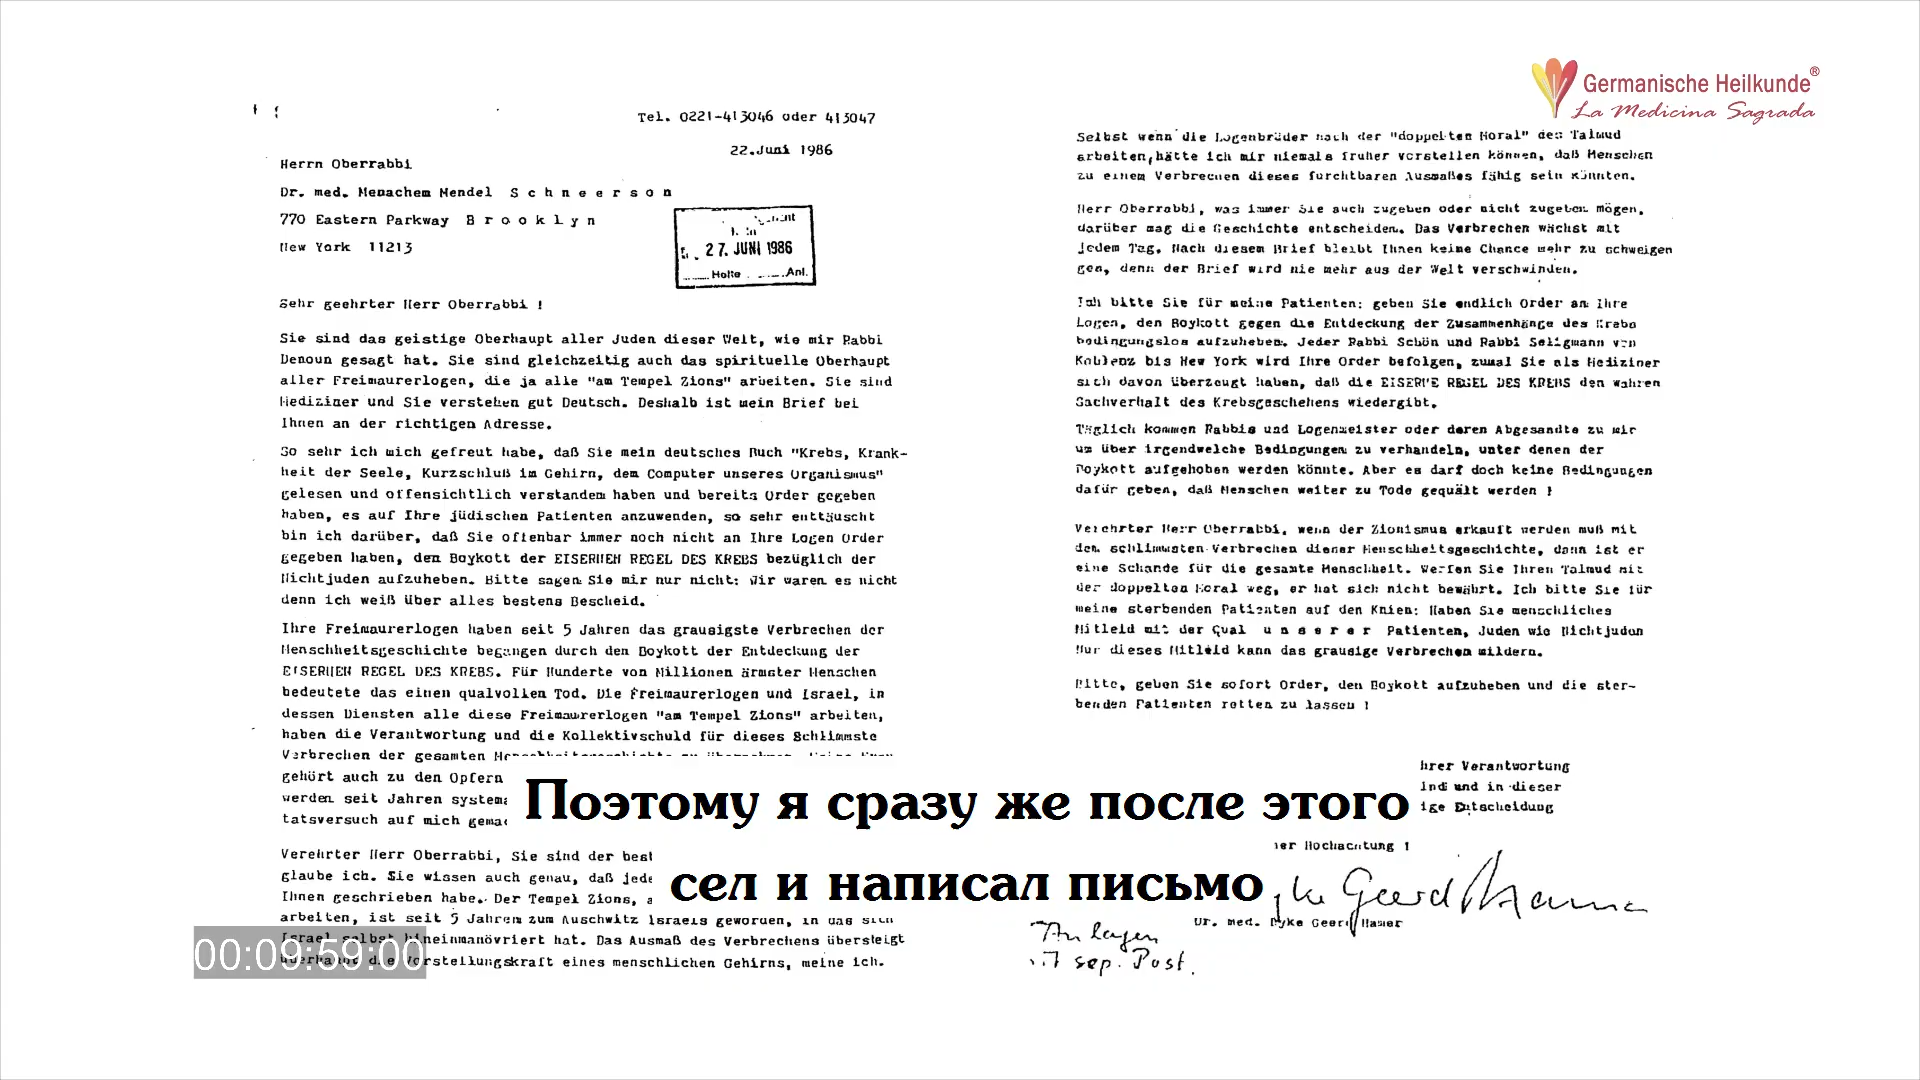 Germanische Heilkunde®
La Medicina Sagrada
Tel. 0221-413046 oder 413047
22.Juni 1986
Herrn Oberrabbi
Dr. med. Menachem Mendel S c h n e e r s o n
770 Eastern Parkway B r o o k l y n
New York 11213
27. JUNI 1986
Anl.
Sehr geehrter Herr Oberrabbi !
Sie sind das geistige Oberhaupt aller Juden dieser Welt, wie mir Rabbi
Denoun gesagt hat. Sie sind gleichzeitig auch das spirituelle Oberhaupt
aller Freimaurerlogen, die ja alle "am Tempel Zions" arbeiten. Sie sind
Mediziner und Sie verstehen gut Deutsch. Deshalb ist mein Brief bei
Ihnen an der richtigen Adresse.
So sehr ich mich gefreut habe, daß Sie mein deutsches Buch "Krebs, Krank-
heit der Seele, Kurzschluß im Gehirn, dem Computer unseres Organismus"
gelesen und offensichtlich verstanden haben und bereits Order gegeben
haben, es auf Ihre jüdischen Patienten anzuwenden, so sehr enttäuscht
bin ich darüber, daß Sie offenbar immer noch nicht an Ihre Logen Order
gegeben haben, den Boykott der EISERNEN REGEL DES KREBS bezüglich der
Nichtjuden aufzuheben. Bitte sagen Sie mir nur nicht: Wir waren es nicht
denn ich weiß über alles bestens Bescheid.
Ihre Freimaurerlogen haben seit 5 Jahren das grausigste Verbrechen der
Menschheitsgeschichte begangen durch den Boykott der Entdeckung der
EISERNEN REGEL DES KREBS. Für Hunderte von Millionen ärmster Menschen
bedeutete das einen qualvollen Tod. Die Freimaurerlogen und Israel, in
dessen Diensten alle diese Freimaurerlogen "am Tempel Zions" arbeiten,
haben die Verantwortung und die Kollektivschuld für dieses Schlimmste
Verbrechen der gesamten
gehört auch zu den Opfern
werden seit Jahren
tatsversuch auf mich
Verehrter Herr Oberrabbi, Sie sind der
glaube ich. Sie wissen auch genau, daß
Ihnen geschrieben habe. Der Tempel Zions,
arbeiten, ist seit 5 Jahren zum Auschwitz Israels geworden, in das sich
Israel selbst hineinmanövriert hat. Das Ausmaß des Verbrechens übersteigt
überhaupt die Vorstellungskraft eines menschlichen Gehirns, meine ich.
Selbst wenn die Logenbrüder nach der "doppelten Moral" des Talmud
arbeiten,hätte ich mir niemals früher vorstellen können, daß Menschen
zu einem Verbrechen dieses furchtbaren Ausmaßes fähig sein könnten.
Herr Oberrabbi, was immer Sie auch zugeben oder nicht zugeben mögen,
darüber mag die Geschichte entscheiden. Das Verbrechen wächst mit
jedem Tag. Nach diesem Brief bleibt Ihnen keine Chance mehr zu schweigen
gen, denn der Brief wird nie mehr aus der Welt verschwinden.
Ich bitte Sie für meine Patienten: geben Sie endlich Order an Ihre
Logen, den Boykott gegen die Entdeckung der Zusammenhänge des Krebs
bedingungslos aufzuheben. Jeder Rabbi Schön und Rabbi Seligmann von
Koblenz bis New York wird Ihre Order befolgen, zumal Sie als Mediziner
sich davon überzeugt haben, daß die EISERNE REGEL DES KREBS den wahren
Sachverhalt des Krebsgeschehens wiedergibt.
Täglich kommen Rabbis und Logenmeister oder deren Abgesandte zu mir
um über irgendwelche Bedingungen zu verhandeln, unter denen der
Boykott aufgehoben werden könnte. Aber es darf doch keine Bedingungen
dafür geben, daß Menschen weiter zu Tode gequält werden !
Verehrter Herr Oberrabbi, wenn der Zionismus erkauft werden muß mit
dem schlimmsten Verbrechen dieser Menschheitsgeschichte, dann ist er
eine Schande für die gesamte Menschheit. Werfen Sie Ihren Talmud mit
der doppelten Moral weg, er hat sich nicht bewährt. Ich bitte Sie für
meine sterbenden Patienten auf den Knien: Haben Sie menschliches
Mitleid mit der Qual u n s e r e r Patienten, Juden wie Nichtjuden
Nur dieses Mitleid kann das grausige Verbrechen mildern.
Bitte, geben Sie sofort Order, den Boykott aufzuheben und die ster-
benden Patienten retten zu lassen !
Ihrer Verantwortung
und in dieser
Entscheidung
Hochachtung !
Dr. med. Ryke Geerd Hamer
Anlagen
sep. Post.
Поэтому я сразу же после этого
сел и написал письмо
00:09:59:00